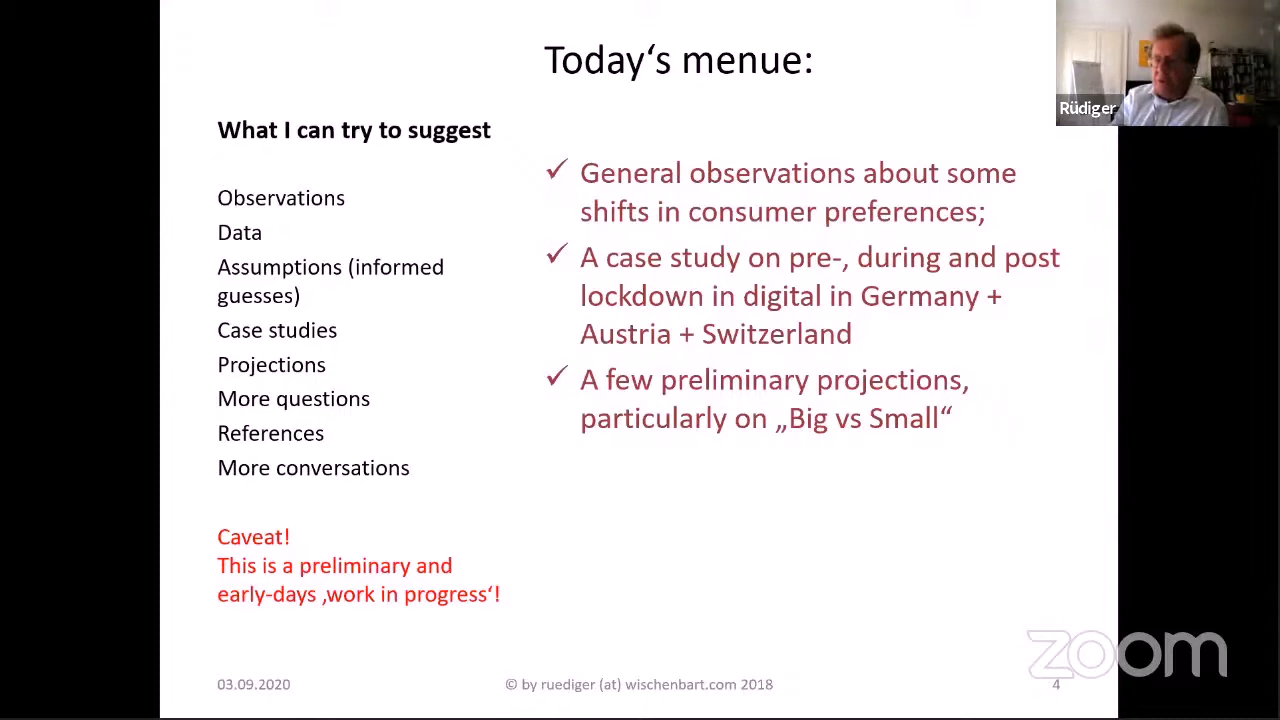 Today‘s menue:
Rüdiger
What I can try to suggest
Observations
Data
Assumptions (informed
guesses)
Case studies
Projections
More questions
References
More conversations
Caveat!
This is a preliminary and
early-days ‚work in progress‘!
✓ General observations about some
shifts in consumer preferences;
✓ A case study on pre-, during and post
lockdown in digital in Germany +
Austria + Switzerland
✓ A few preliminary projections,
particularly on „Big vs Small“
03.09.2020
© by ruediger (at) wischenbart.com 2018
4
zoom